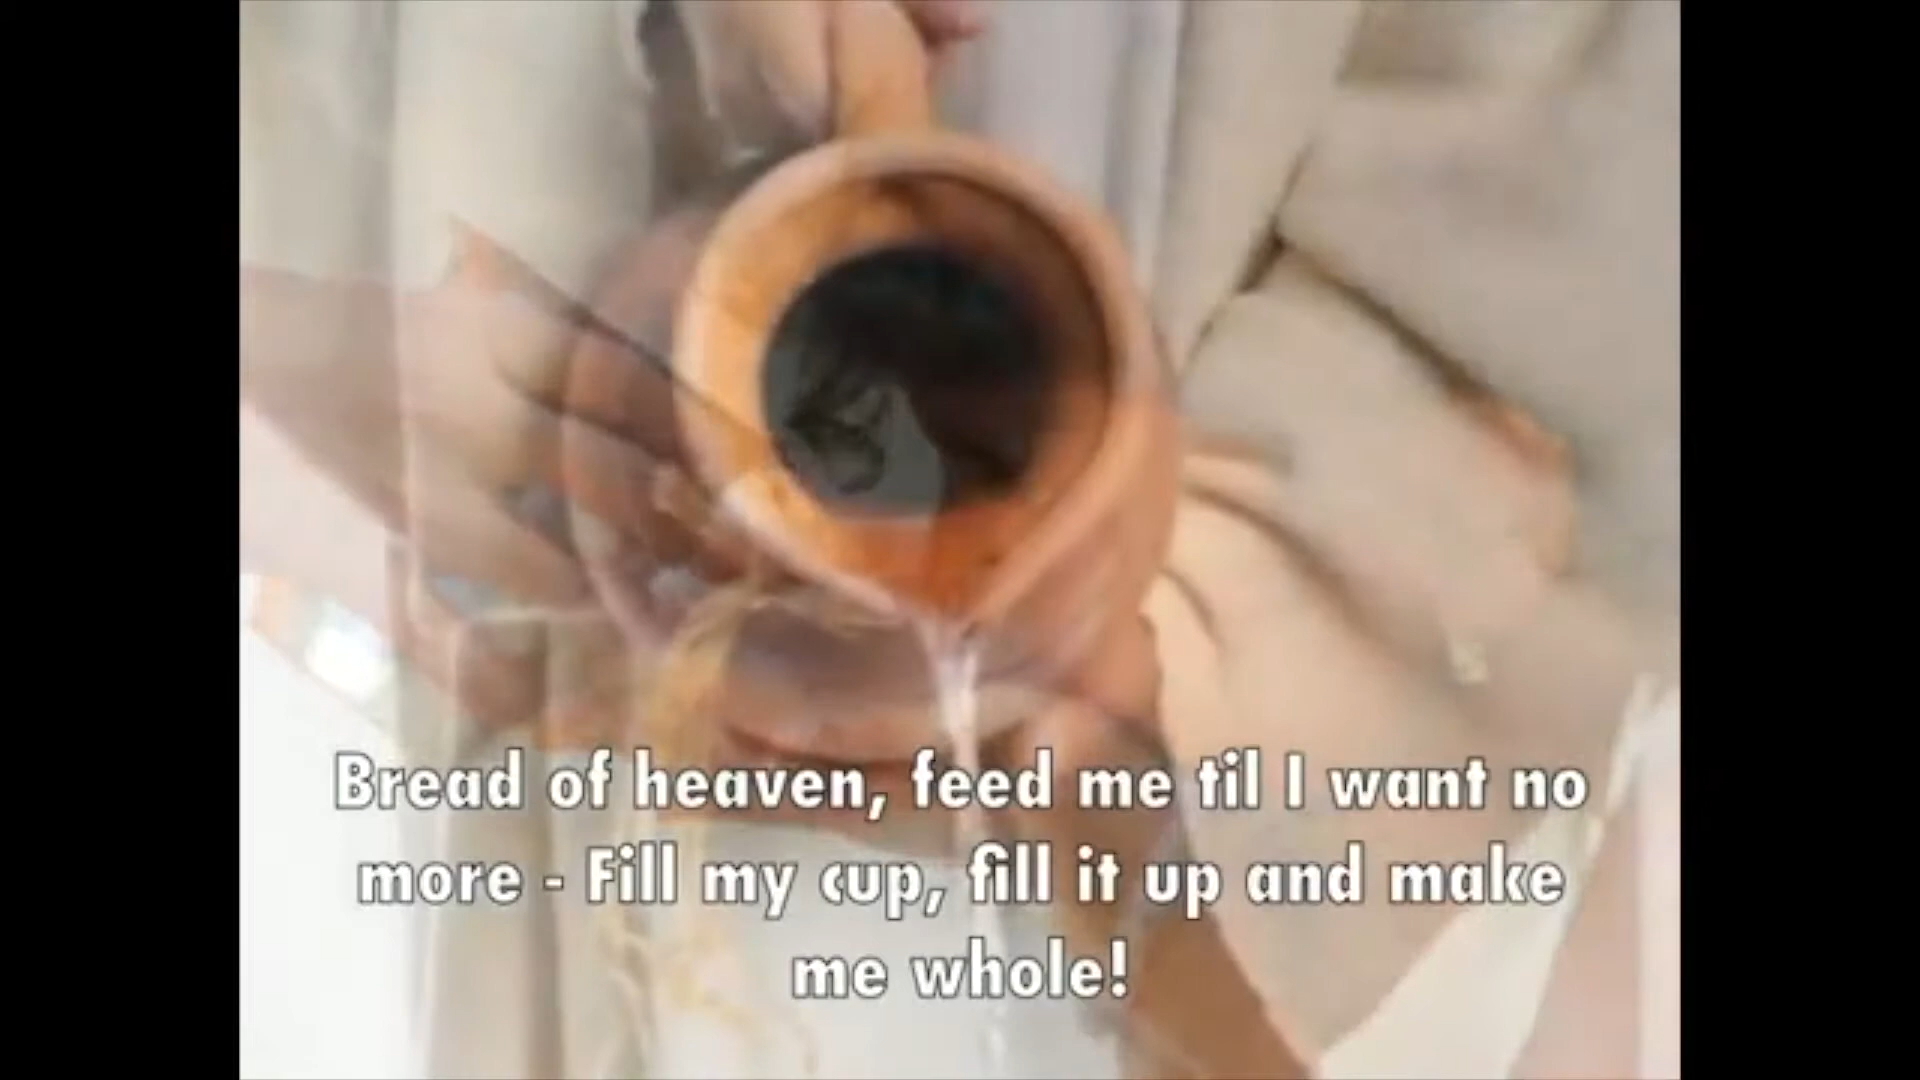 Bread of heaven, feed me til I want no
more - Fill my cup, fill it up and make
me whole!